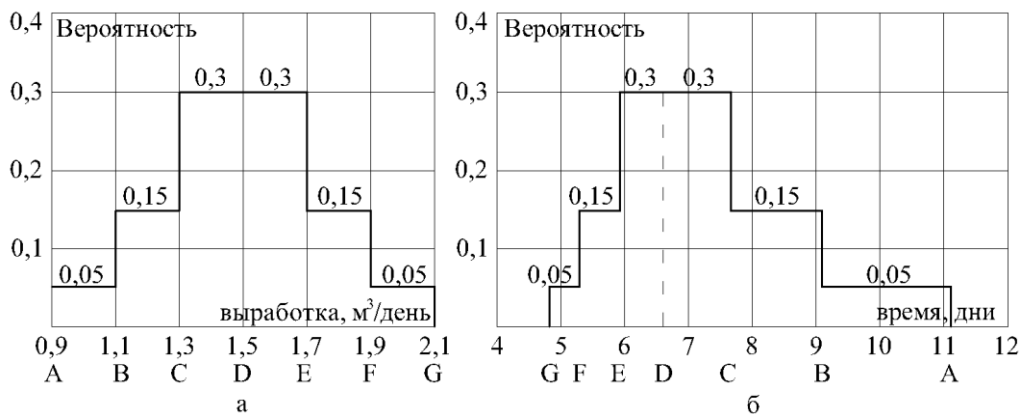 0,4
Вероятность
0,3
0,3
0,3
0,2
0,15
0,15
0,1
0,05
0,05
выработка, м³/день
0,9 1,1 1,3 1,5 1,7 1,9 2,1
A B C D E F G
а
0,4
Вероятность
0,3
0,3
0,3
0,2
0,15
0,15
0,1
0,05
0,05
время, дни
4 5 6 7 8 9 10 11 12
G F E D C B A
б